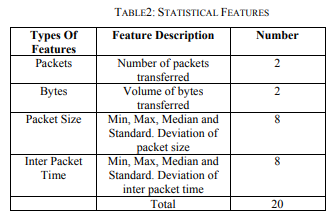 TABLE2: STATISTICAL FEATURES
Types Of Features Feature Description Number
Packets Number of packets transferred 2
Bytes Volume of bytes transferred 2
Packet Size Min, Max, Median and Standard. Deviation of packet size 8
Inter Packet Time Min, Max, Median and Standard. Deviation of inter packet time 8
Total 20